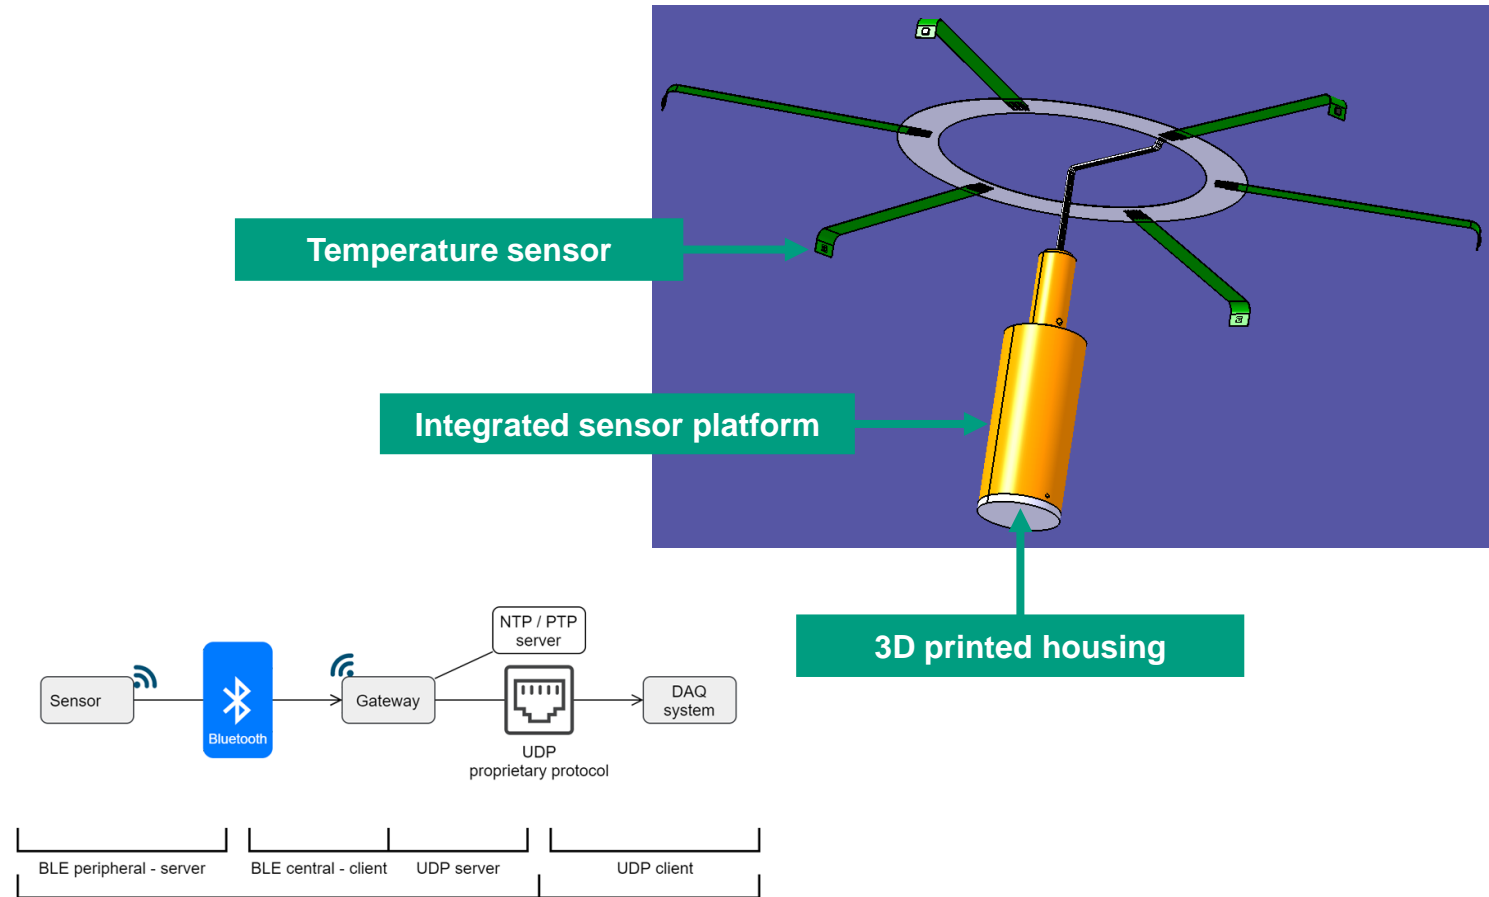 Temperature sensor
Integrated sensor platform
3D printed housing
NTP / PTP
server
Sensor
Bluetooth
Gateway
DAQ
system
UDP
proprietary protocol
BLE peripheral - server
BLE central - client
UDP server
UDP client